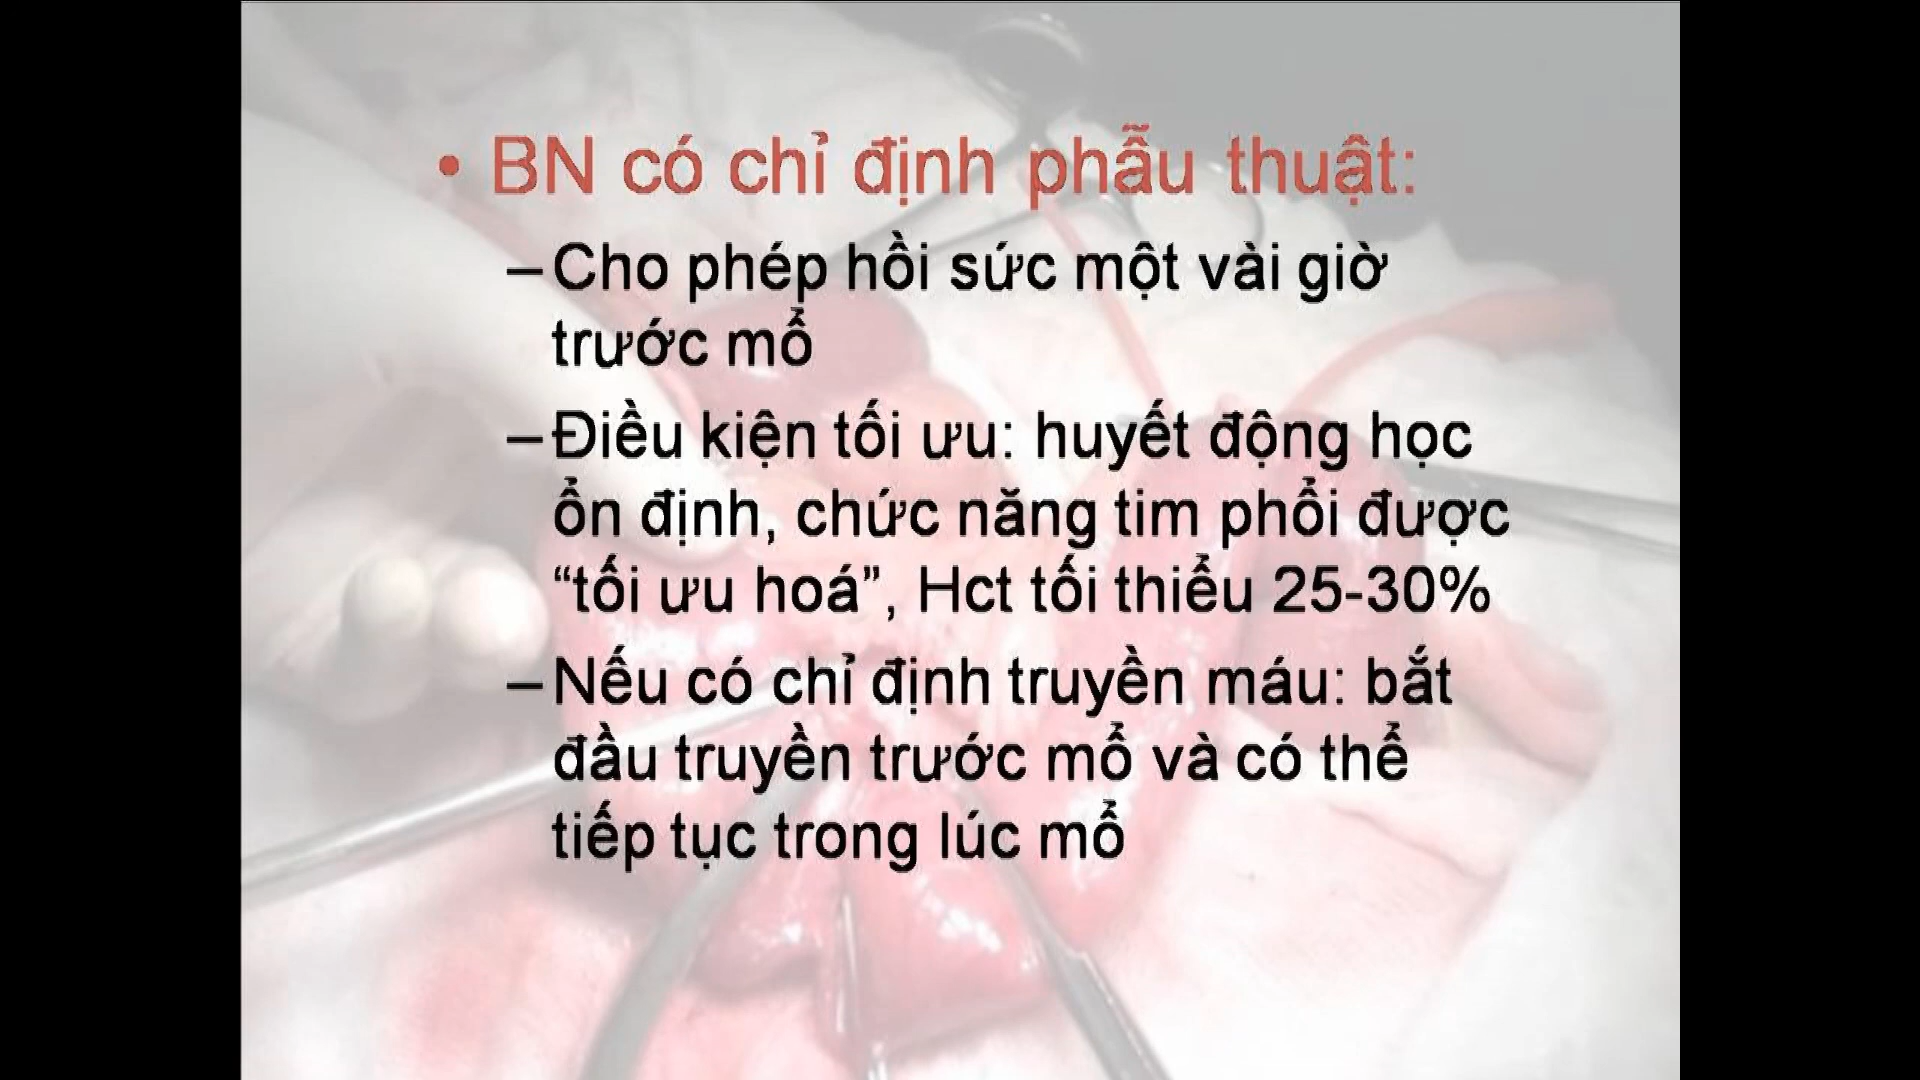 • BN có chỉ định phẫu thuật:
– Cho phép hồi sức một vài giờ
trước mổ
– Điều kiện tối ưu: huyết động học
ổn định, chức năng tim phổi được
“tối ưu hoá”, Hct tối thiểu 25-30%
– Nếu có chỉ định truyền máu: bắt
đầu truyền trước mổ và có thể
tiếp tục trong lúc mổ